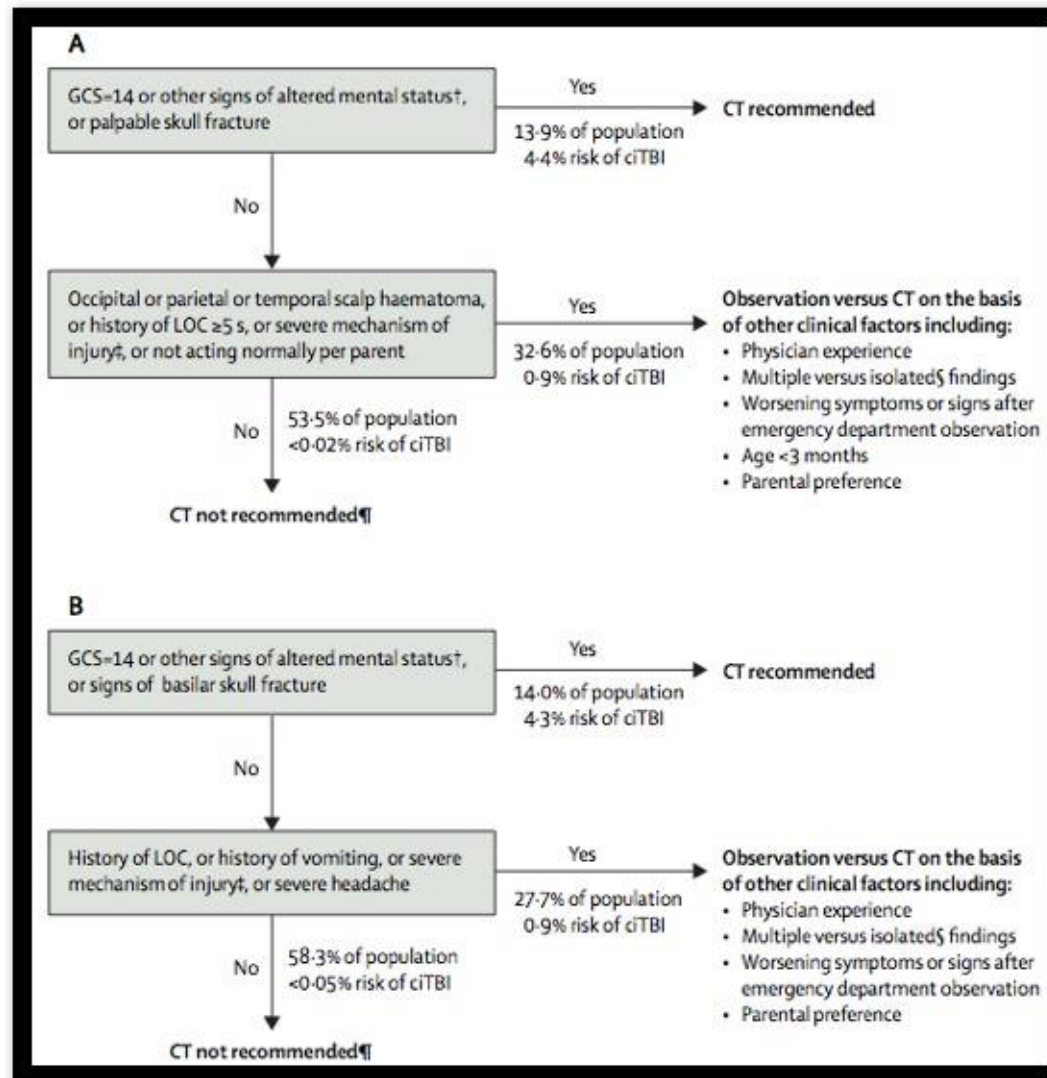 A
GCS=14 or other signs of altered mental status†,
or palpable skull fracture
Yes
13·9% of population
4·4% risk of ciTBI
CT recommended
No
Occipital or parietal or temporal scalp haematoma,
or history of LOC ≥5 s, or severe mechanism of
injury‡, or not acting normally per parent
Yes
32·6% of population
0·9% risk of ciTBI
Observation versus CT on the basis
of other clinical factors including:
• Physician experience
• Multiple versus isolated§ findings
• Worsening symptoms or signs after
emergency department observation
• Age <3 months
• Parental preference
No
53·5% of population
<0·02% risk of ciTBI
CT not recommended¶
B
GCS=14 or other signs of altered mental status†,
or signs of basilar skull fracture
Yes
14·0% of population
4·3% risk of ciTBI
CT recommended
No
History of LOC, or history of vomiting, or severe
mechanism of injury‡, or severe headache
Yes
27·7% of population
0·9% risk of ciTBI
Observation versus CT on the basis
of other clinical factors including:
• Physician experience
• Multiple versus isolated§ findings
• Worsening symptoms or signs after
emergency department observation
• Parental preference
No
58·3% of population
<0·05% risk of ciTBI
CT not recommended¶